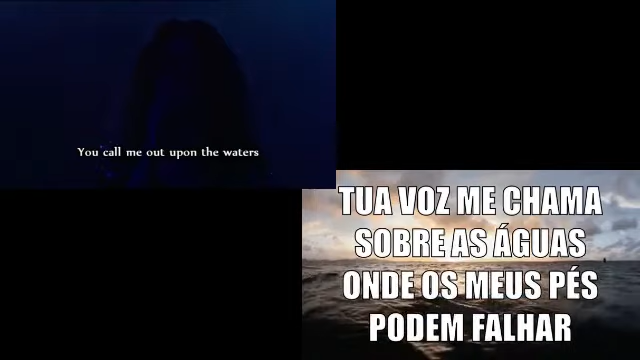 You call me out upon the waters
TUA VOZ ME CHAMA
SOBRE AS ÁGUAS
ONDE OS MEUS PÉS
PODEM FALHAR